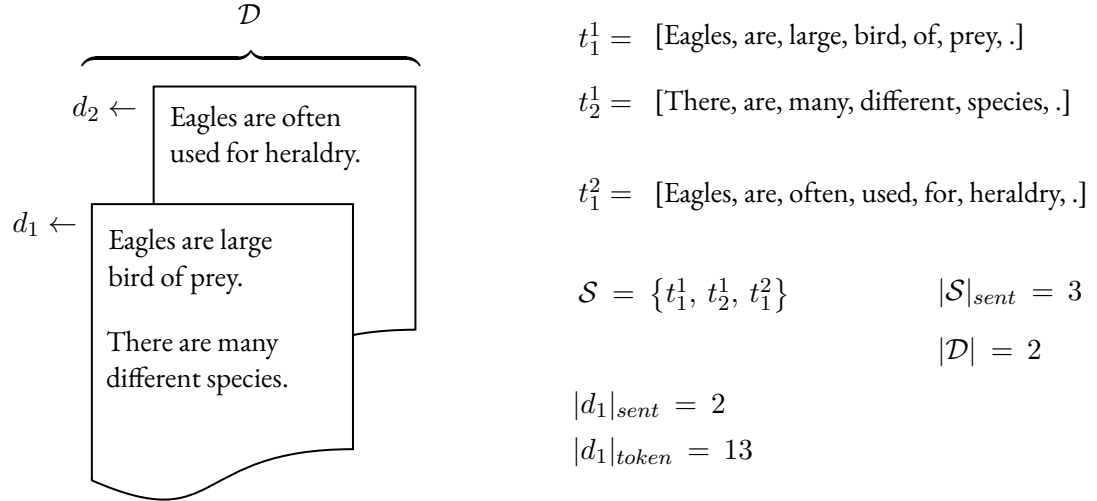 𝒟
d₂ ←
Eagles are often
used for heraldry.
d₁ ←
Eagles are large
bird of prey.
There are many
different species.
t₁¹ = [Eagles, are, large, bird, of, prey, .]
t₂¹ = [There, are, many, different, species, .]
t₁² = [Eagles, are, often, used, for, heraldry, .]
𝒮 = {t₁¹, t₂¹, t₁²}
|𝒮|sent = 3
|𝒟| = 2
|d₁|sent = 2
|d₁|token = 13